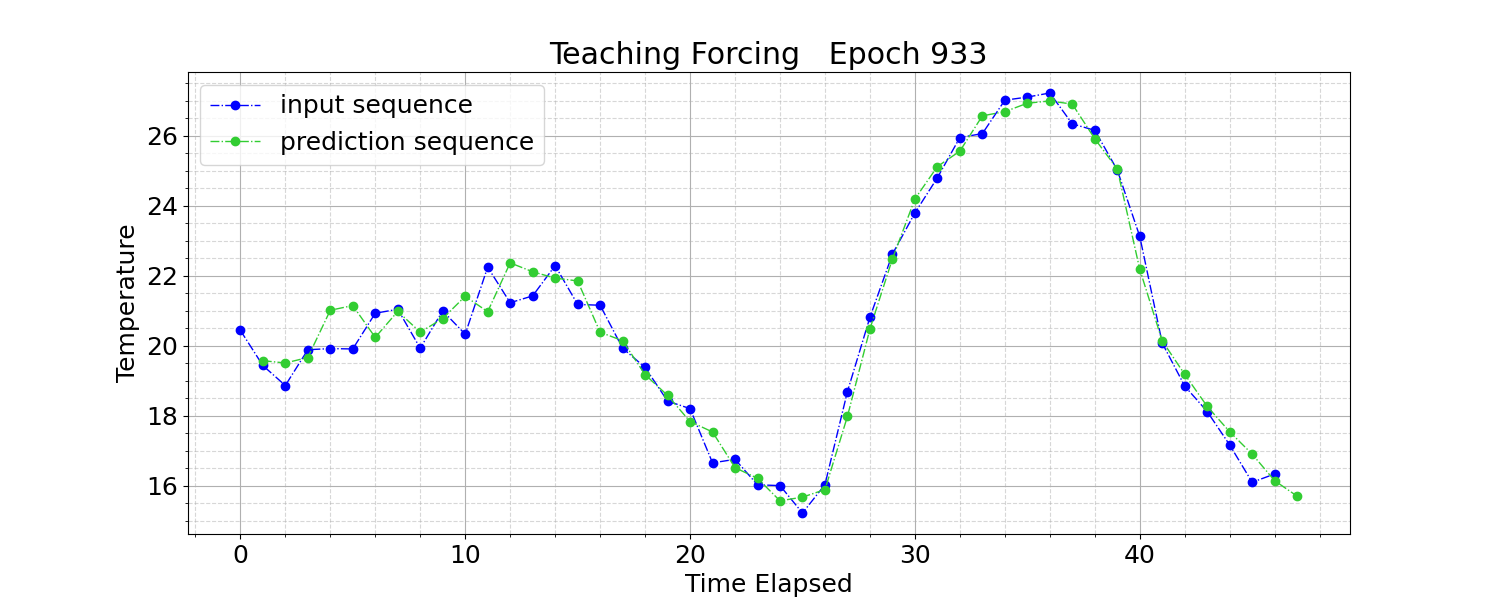 Teaching Forcing   Epoch 933
input sequence
prediction sequence
26
24
22
20
18
16
Temperature
0 10 20 30 40
Time Elapsed